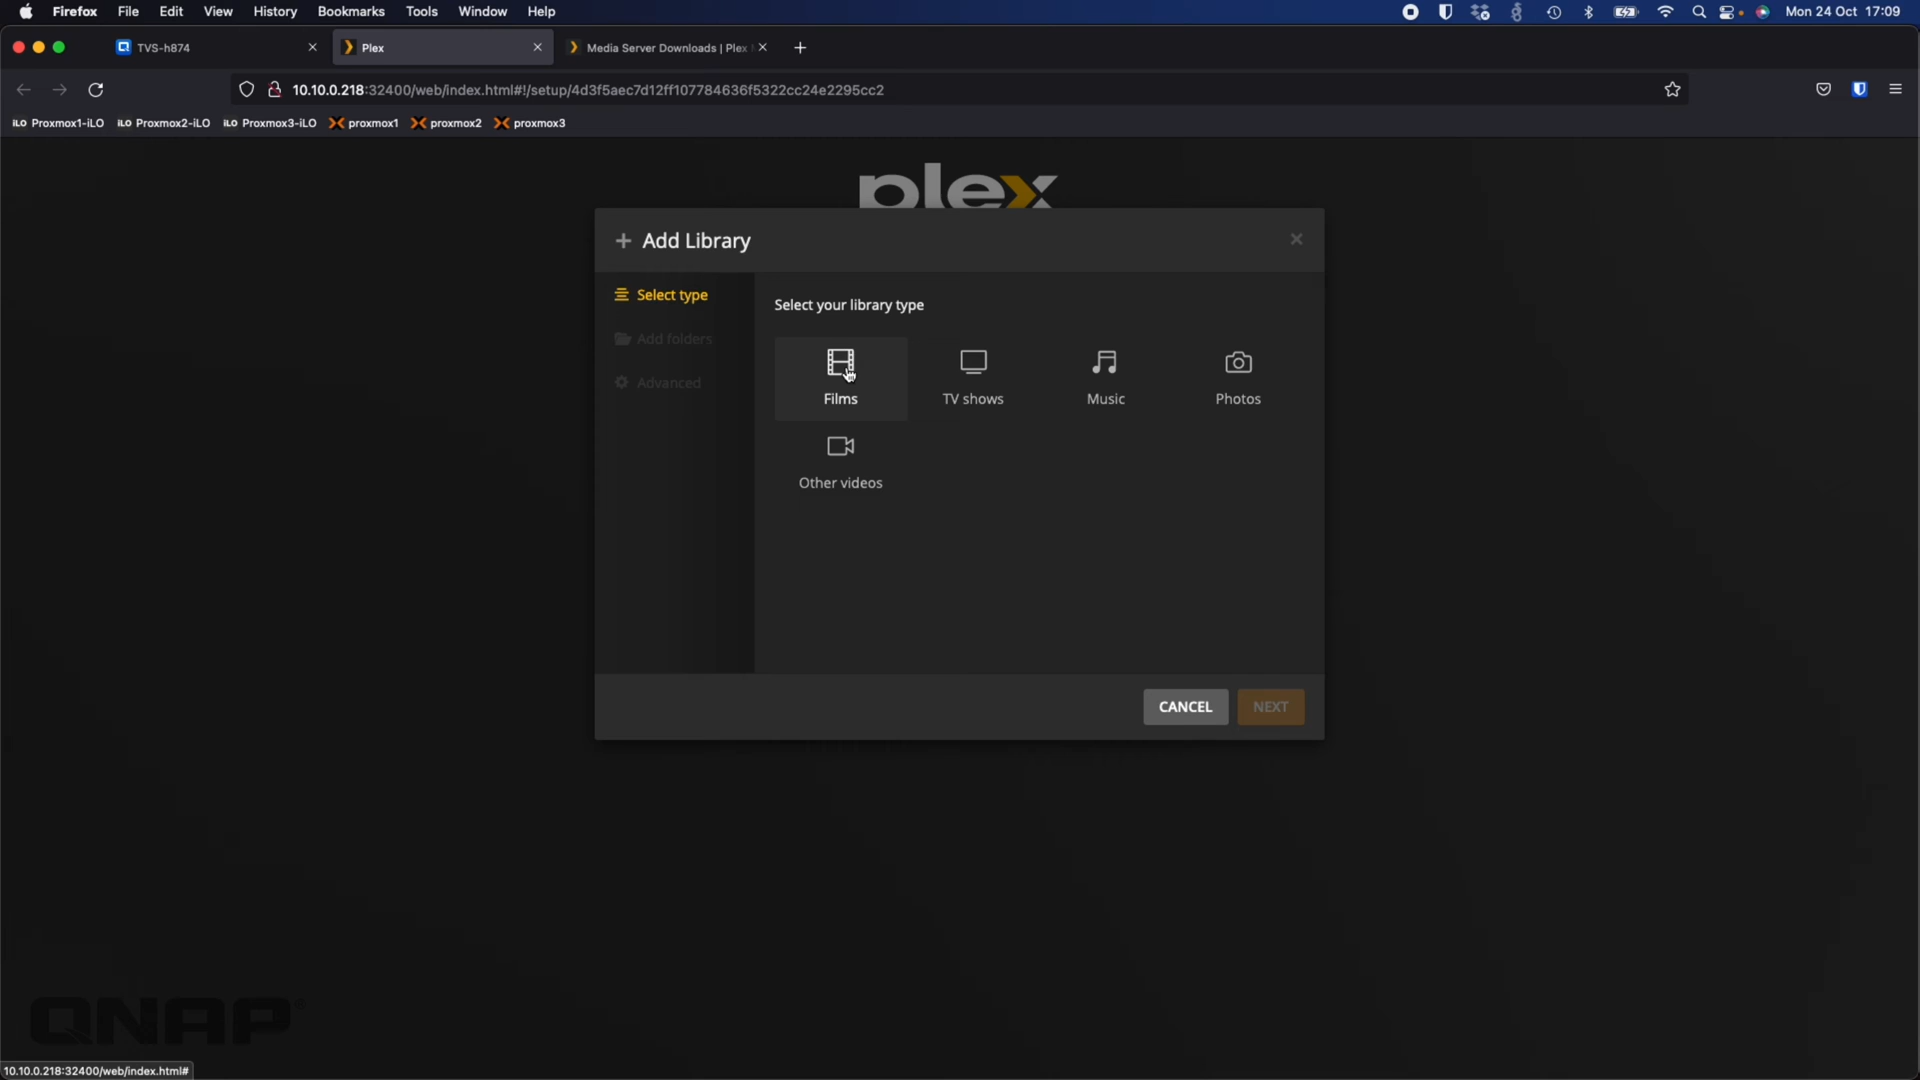 Firefox File Edit View History Bookmarks Tools Window Help Mon 24 Oct 17:09
TVS-h874 Plex Media Server Downloads | Plex
10.10.0.218:32400/web/index.html#!/setup/4d3f5aec7d12ff107784636f5322cc24e2295cc2
iLO Proxmox1-iLO iLO Proxmox2-iLO iLO Proxmox3-iLO proxmox1 proxmox2 proxmox3
plex
+ Add Library
Select type
Select your library type
Add folders
Advanced
Films TV shows Music Photos
Other videos
CANCEL NEXT
QNAP
10.10.0.218:32400/web/index.html#